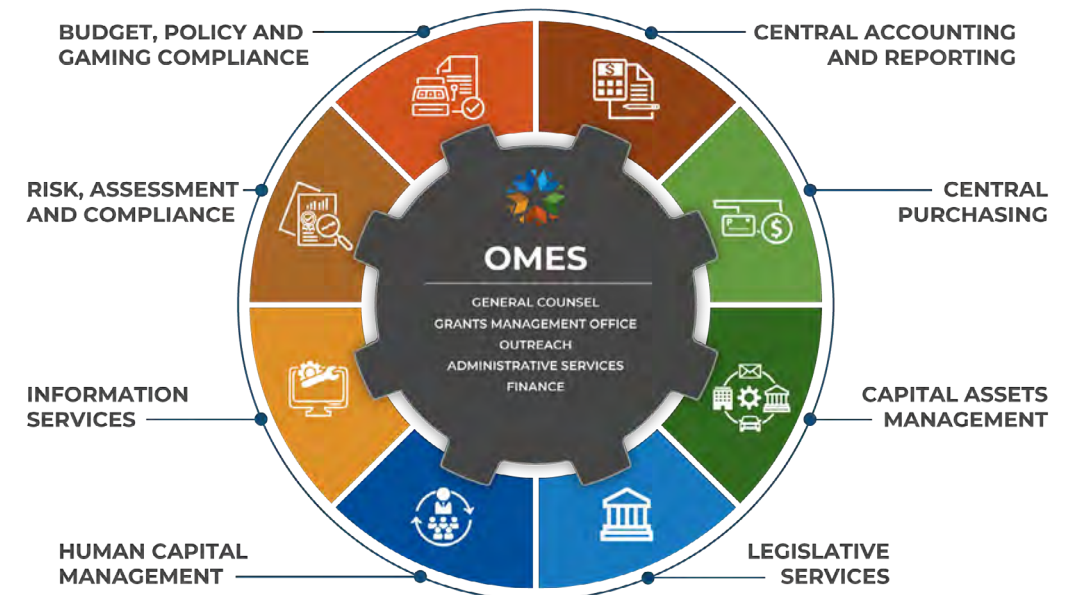 BUDGET, POLICY AND
GAMING COMPLIANCE
CENTRAL ACCOUNTING
AND REPORTING
RISK, ASSESSMENT
AND COMPLIANCE
CENTRAL
PURCHASING
OMES
GENERAL COUNSEL
GRANTS MANAGEMENT OFFICE
OUTREACH
ADMINISTRATIVE SERVICES
FINANCE
INFORMATION
SERVICES
CAPITAL ASSETS
MANAGEMENT
HUMAN CAPITAL
MANAGEMENT
LEGISLATIVE
SERVICES